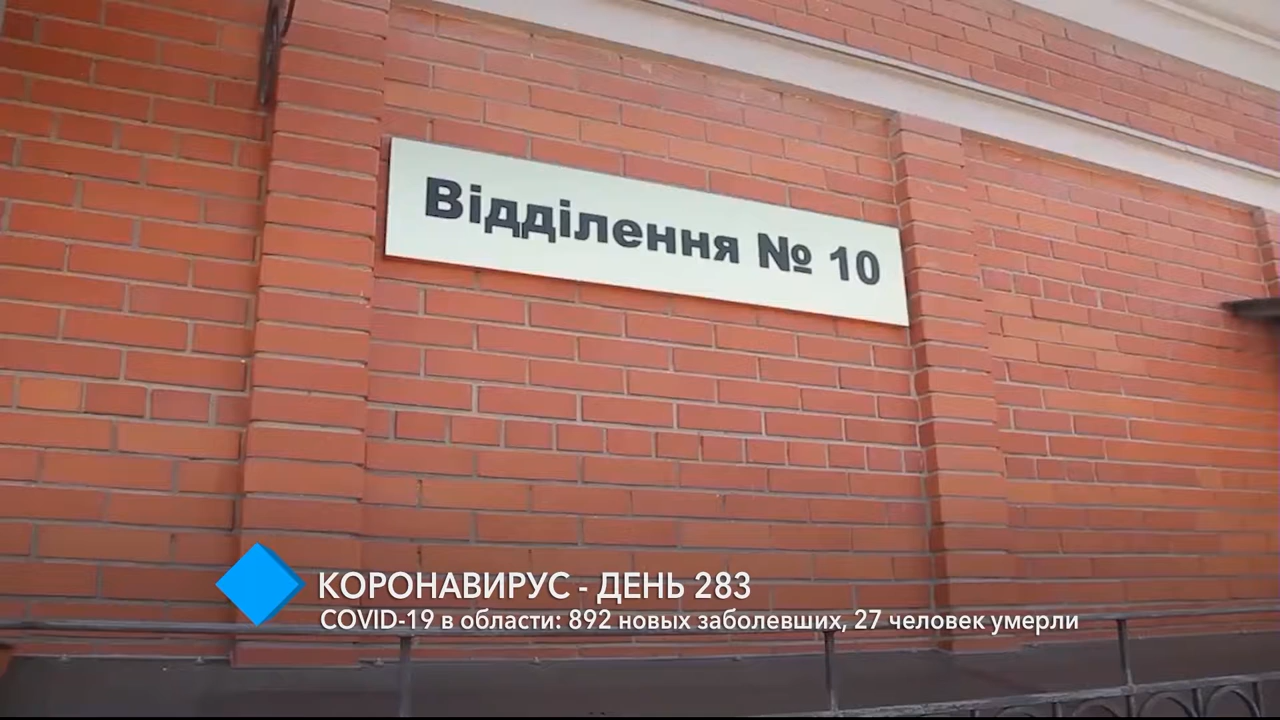 Відділення № 10
КОРОНАВИРУС - ДЕНЬ 283
COVID-19 в области: 892 новых заболевших, 27 человек умерли